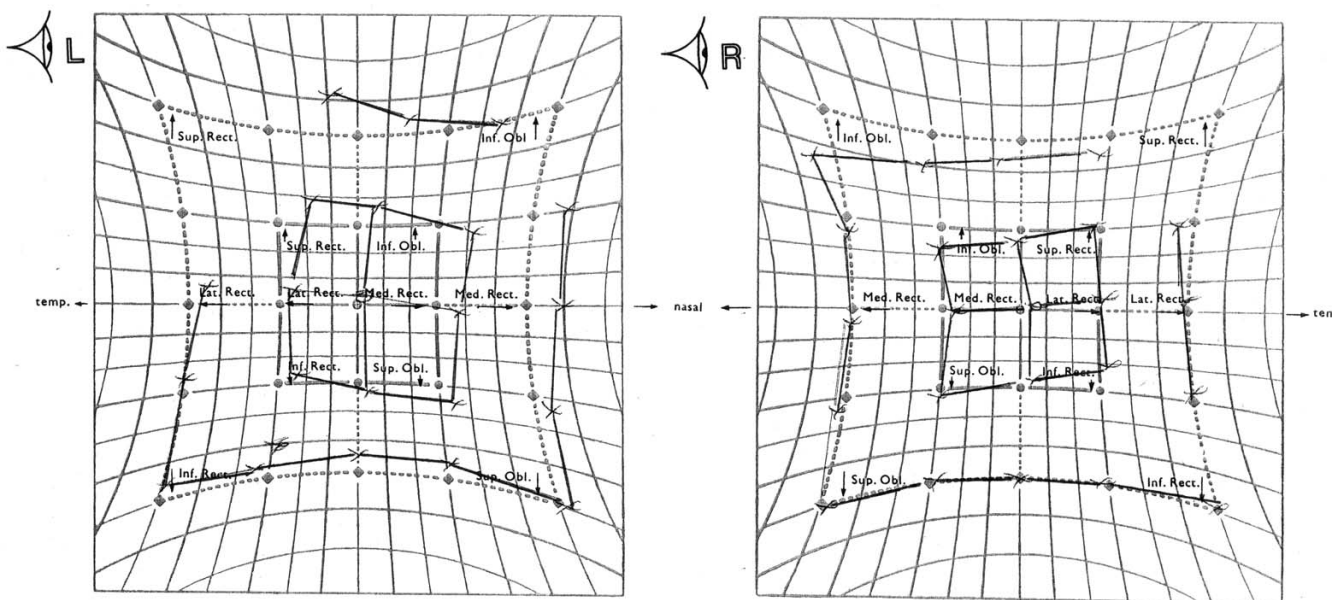 L
Sup. Rect.
Inf. Obl
Sup. Rect.
Inf. Obl.
temp.
Lat. Rect.
Lat. Rect.
Med. Rect.
Med. Rect.
nasal
Inf. Rect.
Sup. Obl.
Inf. Rect.
Sup. Obl.
R
Inf. Obl.
Sup. Rect.
Inf. Obl.
Sup. Rect.
Med. Rect.
Med. Rect.
Lat. Rect.
Lat. Rect.
ten
Sup. Obl.
Inf. Rect.
Sup. Obl.
Inf. Rect.